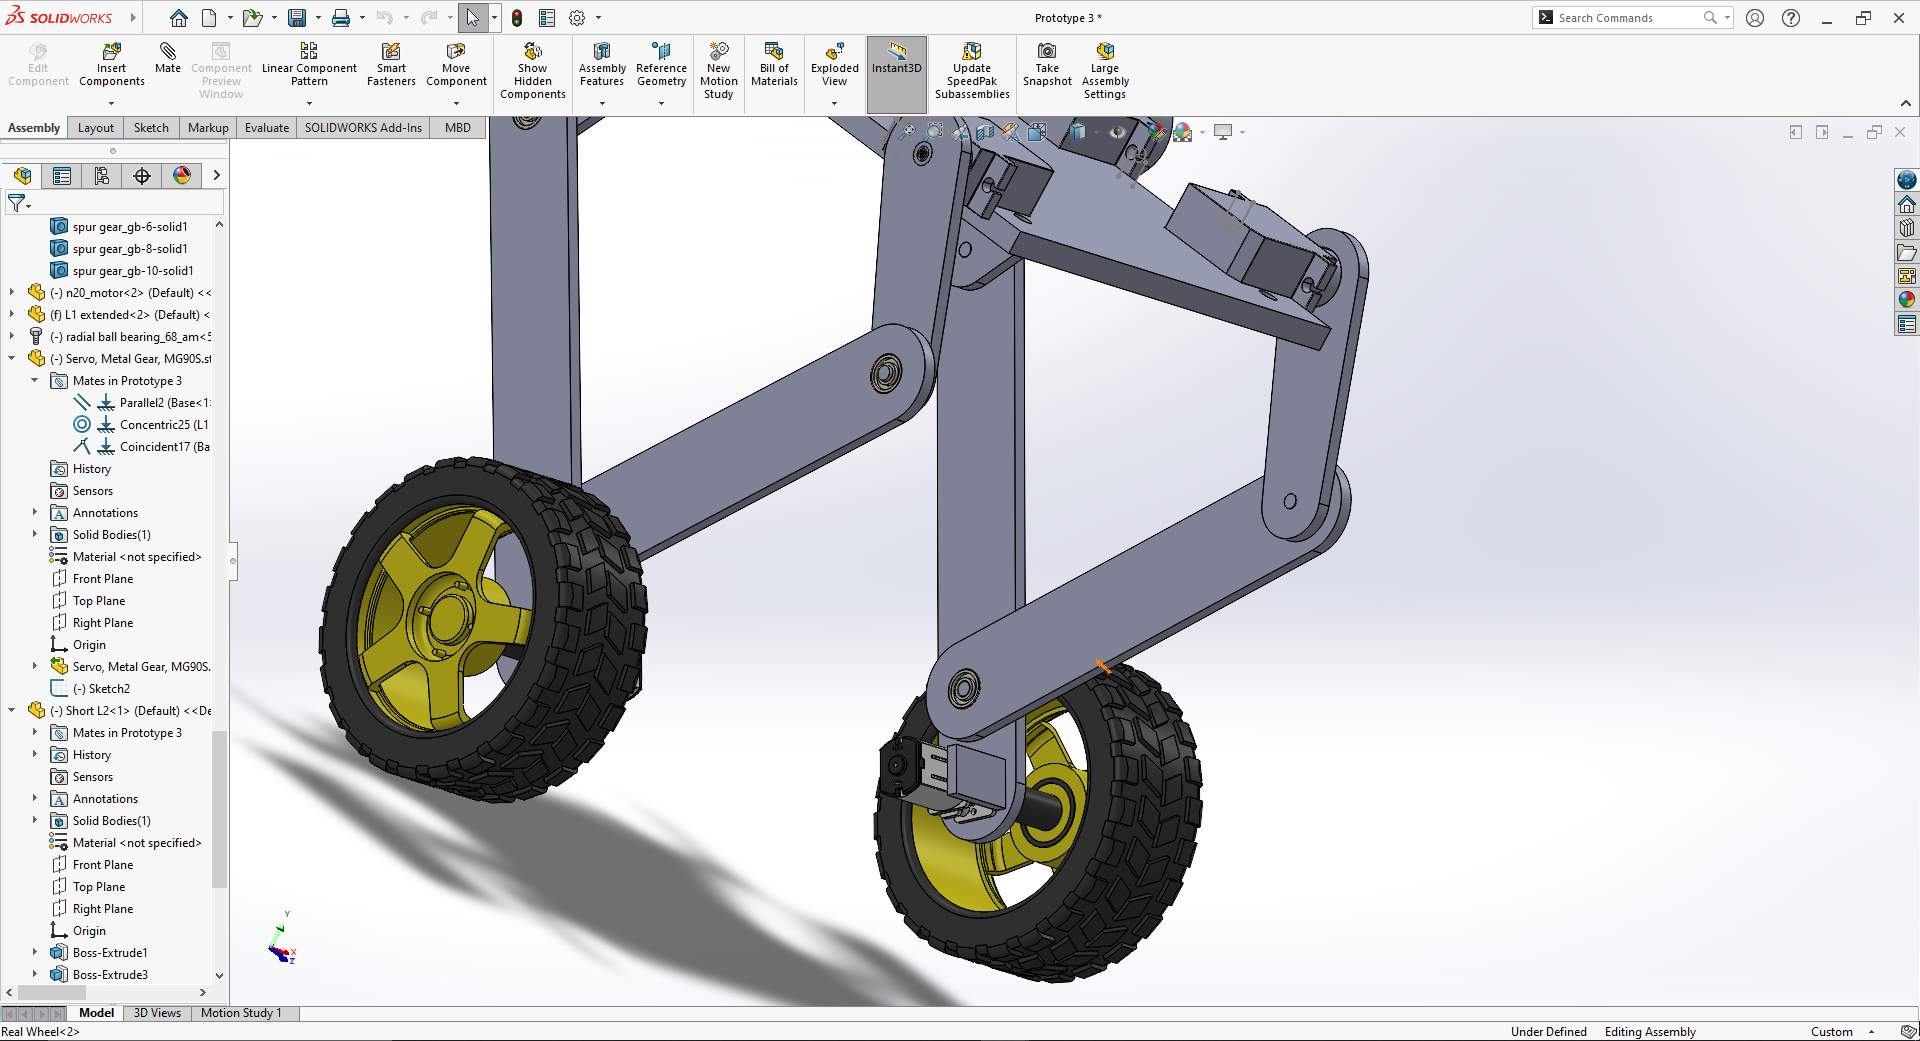 SOLIDWORKS
Prototype 3 *
Search Commands
Edit Component
Insert Components
Mate
Component Preview Window
Linear Component Pattern
Smart Fasteners
Move Component
Show Hidden Components
Assembly Features
Reference Geometry
New Motion Study
Bill of Materials
Exploded View
Instant3D
Update SpeedPak Subassemblies
Take Snapshot
Large Assembly Settings
Assembly
Layout
Sketch
Markup
Evaluate
SOLIDWORKS Add-Ins
MBD
spur gear_gb-6-solid1
spur gear_gb-8-solid1
spur gear_gb-10-solid1
(-) n20_motor<2> (Default) <<
(f) L1 extended<2> (Default) <
(-) radial ball bearing_68_am<5
(-) Servo, Metal Gear, MG90S.st
Mates in Prototype 3
Parallel2 (Base<1>
Concentric25 (L1
Coincident17 (Ba
History
Sensors
Annotations
Solid Bodies(1)
Material <not specified>
Front Plane
Top Plane
Right Plane
Origin
Servo, Metal Gear, MG90S.
(-) Sketch2
(-) Short L2<1> (Default) <<De
Mates in Prototype 3
History
Sensors
Annotations
Solid Bodies(1)
Material <not specified>
Front Plane
Top Plane
Right Plane
Origin
Boss-Extrude1
Boss-Extrude3
Y
X
Z
Model
3D Views
Motion Study 1
Real Wheel<2>
Under Defined
Editing Assembly
Custom